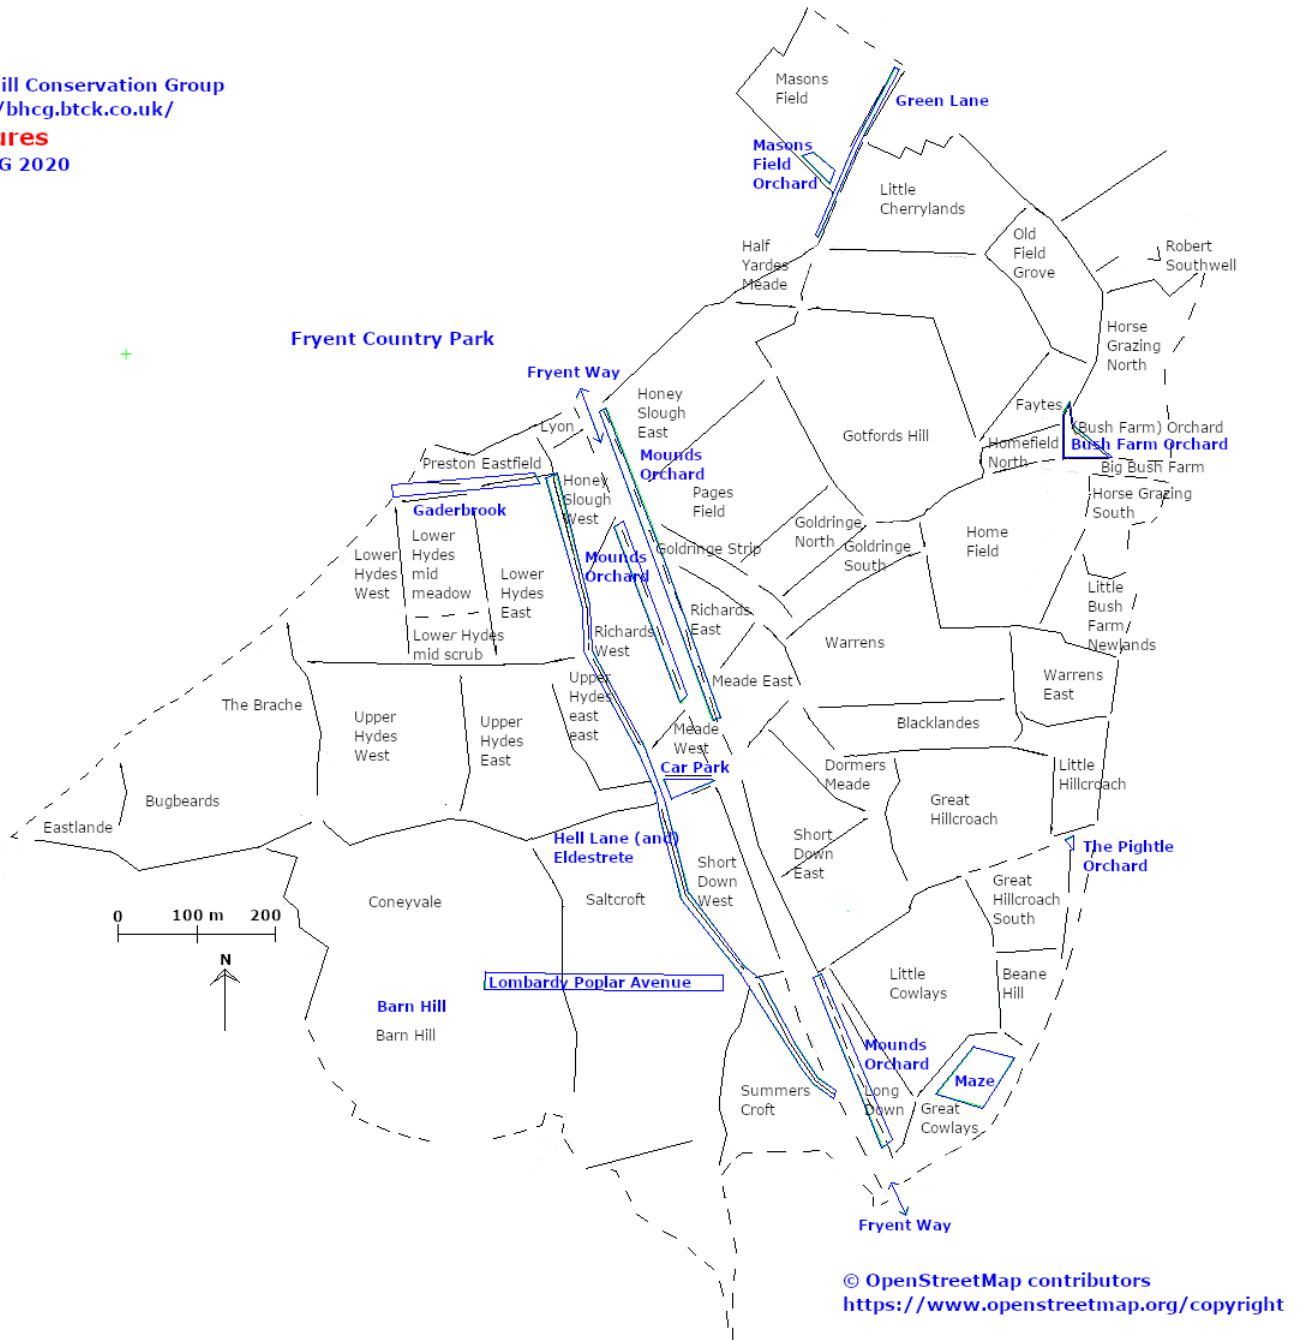 ill Conservation Group
/bhcg.btck.co.uk/
ures
G 2020
Masons
Field
Green Lane
Masons
Field
Orchard
Little
Cherrylands
Old
Field
Grove
Half
Yardes
Meade
Robert
Southwell
Fryent Country Park
Horse
Grazing
North
Fryent Way
Honey
Slough
East
Faytes
Lyon
(Bush Farm) Orchard
Bush Farm Orchard
Gotfords Hill
Homefield
North
Mounds
Orchard
Preston Eastfield
Big Bush Farm
Honey
Slough
West
Pages
Field
Horse Grazing
South
Gaderbrook
Goldringe
North
Goldringe
South
Home
Field
Lower
Hydes
mid
meadow
Lower
Hydes
West
Goldringe Strip
Mounds
Orchard
Lower
Hydes
East
Little
Bush
Farm
Newlands
Richards
East
Lower Hydes
mid scrub
Richards
West
Warrens
Upper
Hydes
east
east
Meade East
Warrens
East
The Brache
Upper
Hydes
West
Upper
Hydes
East
Blacklandes
Meade
West
Car Park
Dormers
Meade
Little
Hillcroach
Bugbeards
Great
Hillcroach
Eastlande
Hell Lane (and)
Eldestrete
Short
Down
East
The Pightle
Orchard
Short
Down
West
Great
Hillcroach
South
Coneyvale
Saltcroft
0 100 m 200
N
Lombardy Poplar Avenue
Little
Cowlays
Beane
Hill
Barn Hill
Barn Hill
Mounds
Orchard
Maze
Summers
Croft
Long
Down
Great
Cowlays
Fryent Way
© OpenStreetMap contributors
https://www.openstreetmap.org/copyright